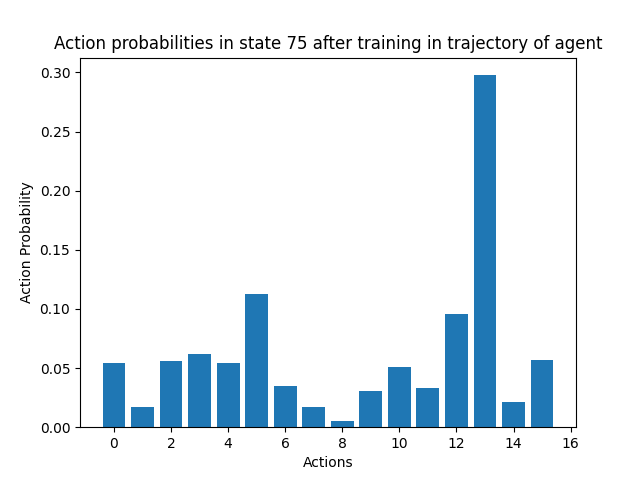 Action probabilities in state 75 after training in trajectory of agent
0.30
0.25
0.20
0.15
0.10
0.05
0.00
Action Probability
0 2 4 6 8 10 12 14 16
Actions